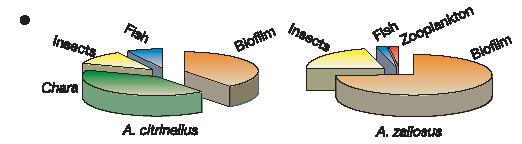 Insects
Fish
Biofilm
Chara
A. citrinellus
Insects
Fish
Zooplankton
Biofilm
A. zaliosus